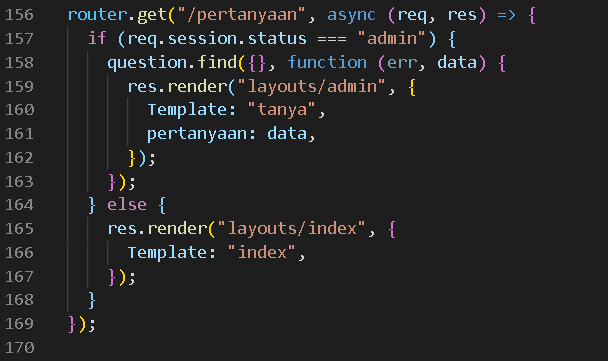 156 router.get("/pertanyaan", async (req, res) => {
157   if (req.session.status === "admin") {
158     question.find({}, function (err, data) {
159       res.render("layouts/admin", {
160         Template: "tanya",
161         pertanyaan: data,
162       });
163     });
164   } else {
165     res.render("layouts/index", {
166       Template: "index",
167     });
168   }
169 });
170